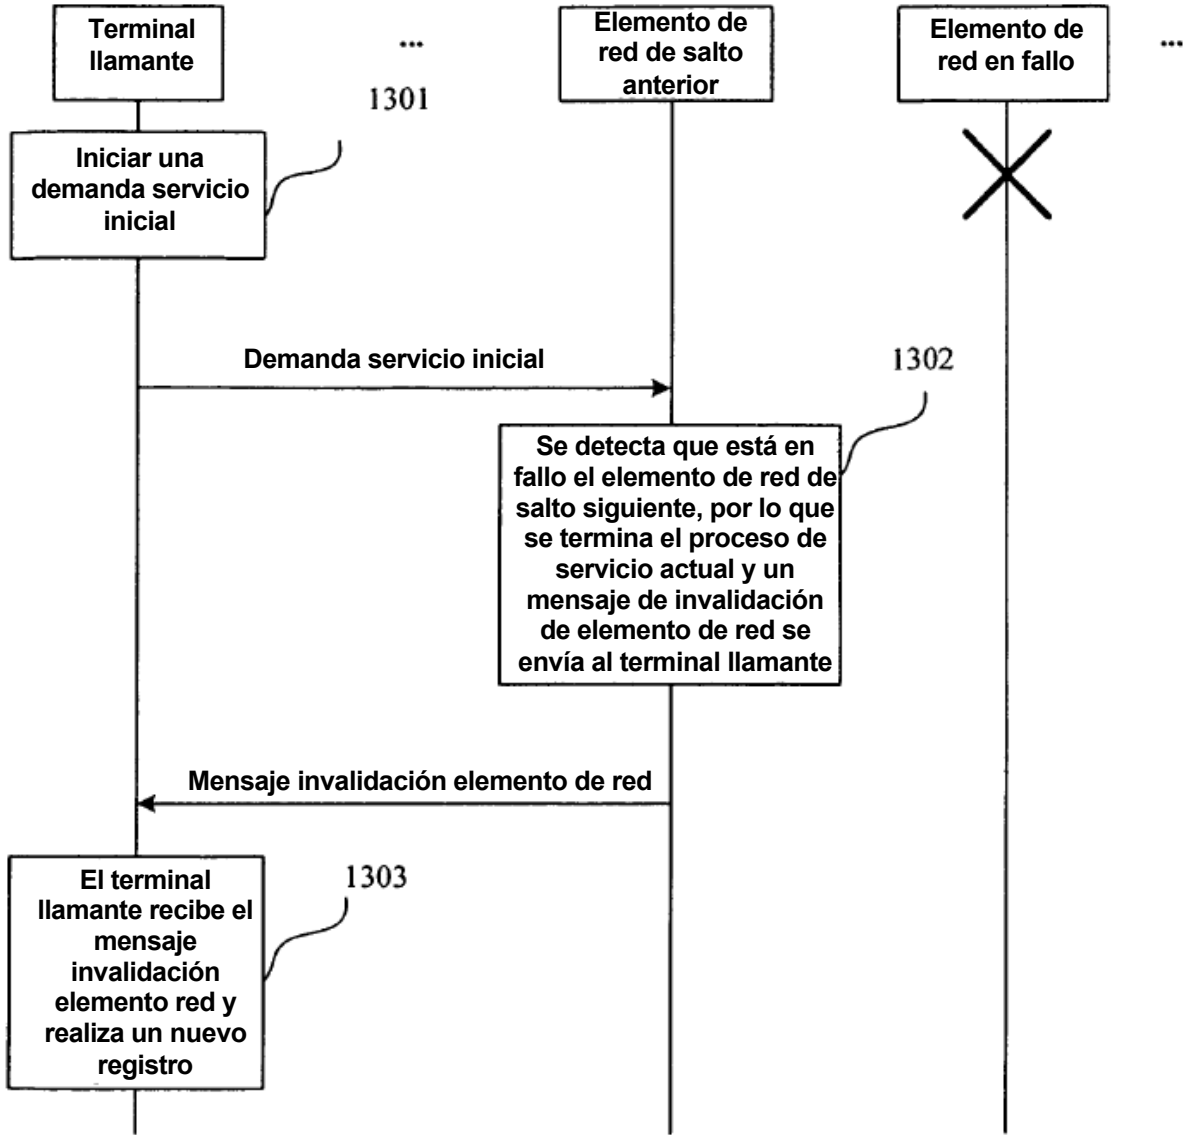 Terminal
llamante
...
Elemento de
red de salto
anterior
Elemento de
red en fallo
...
1301
Iniciar una
demanda servicio
inicial
Demanda servicio inicial
1302
Se detecta que está en
fallo el elemento de red de
salto siguiente, por lo que
se termina el proceso de
servicio actual y un
mensaje de invalidación
de elemento de red se
envía al terminal llamante
Mensaje invalidación elemento de red
1303
El terminal
llamante recibe el
mensaje
invalidación
elemento red y
realiza un nuevo
registro